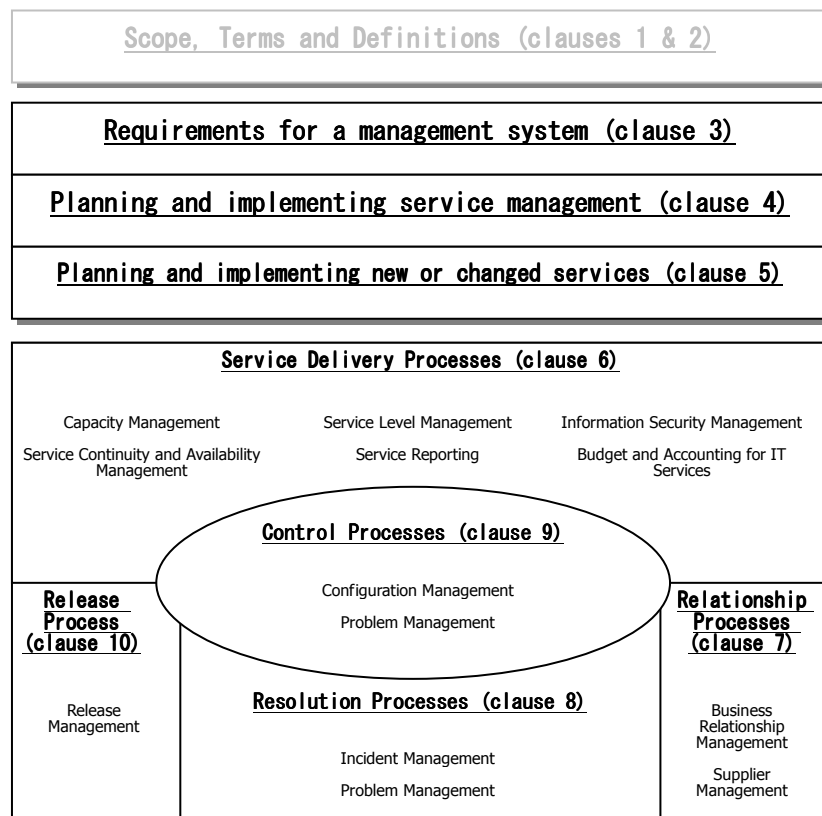 Scope, Terms and Definitions (clauses 1 & 2)
Requirements for a management system (clause 3)
Planning and implementing service management (clause 4)
Planning and implementing new or changed services (clause 5)
Service Delivery Processes (clause 6)
Capacity Management
Service Continuity and Availability
Management
Service Level Management
Service Reporting
Information Security Management
Budget and Accounting for IT
Services
Control Processes (clause 9)
Configuration Management
Problem Management
Release
Process
(clause 10)
Release
Management
Resolution Processes (clause 8)
Incident Management
Problem Management
Relationship
Processes
(clause 7)
Business
Relationship
Management
Supplier
Management